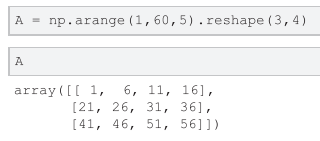 A = np.arange(1,60,5).reshape(3,4)
A
array([[ 1,  6, 11, 16],
       [21, 26, 31, 36],
       [41, 46, 51, 56]])